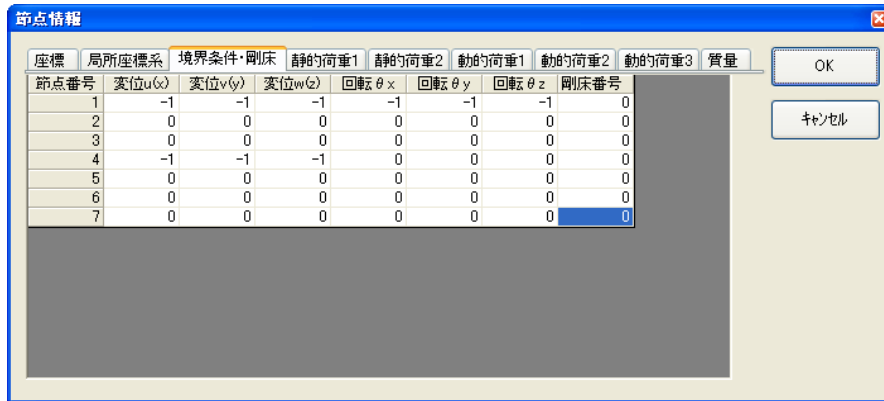 節点情報
座標 局所座標系 境界条件・剛床 静的荷重1 静的荷重2 動的荷重1 動的荷重2 動的荷重3 質量
OK
キャンセル
節点番号 変位u(x) 変位v(y) 変位w(z) 回転θx 回転θy 回転θz 剛床番号
1 -1 -1 -1 -1 -1 -1 0
2 0 0 0 0 0 0 0
3 0 0 0 0 0 0 0
4 -1 -1 -1 0 0 0 0
5 0 0 0 0 0 0 0
6 0 0 0 0 0 0 0
7 0 0 0 0 0 0 0